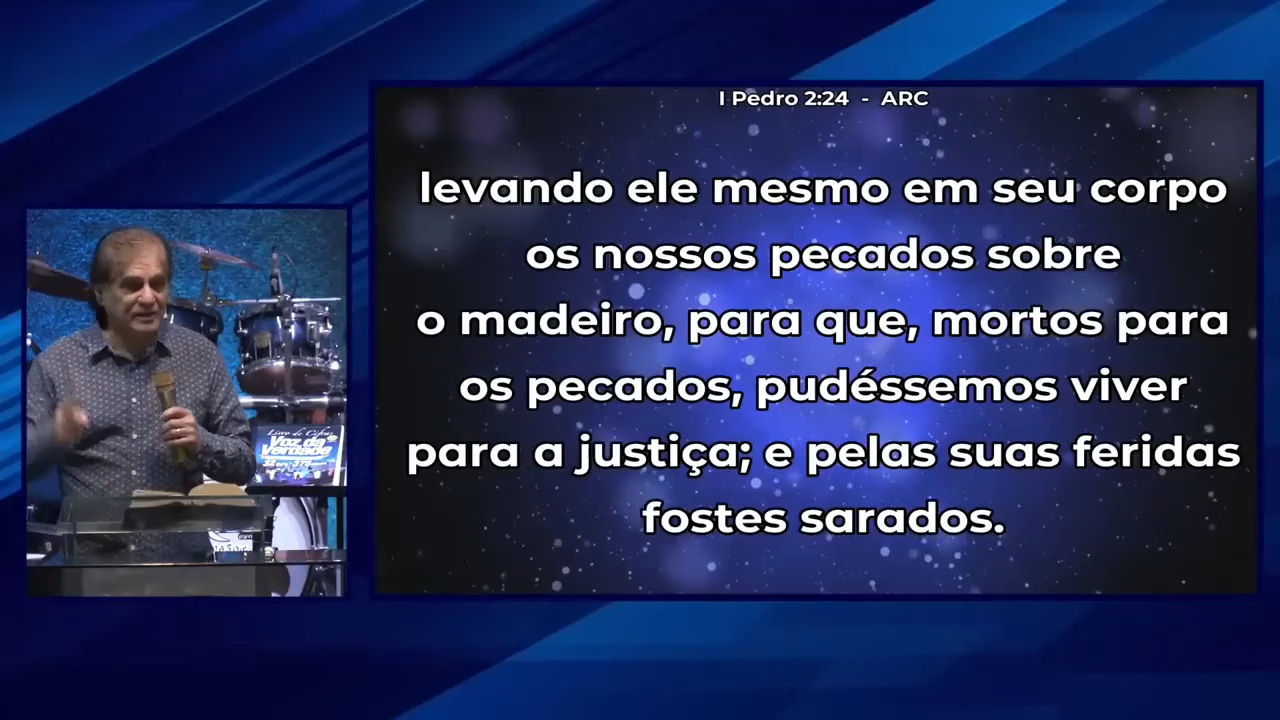 I Pedro 2:24 - ARC
levando ele mesmo em seu corpo
os nossos pecados sobre
o madeiro, para que, mortos para
os pecados, pudéssemos viver
para a justiça; e pelas suas feridas
fostes sarados.
Voz da
Verdade